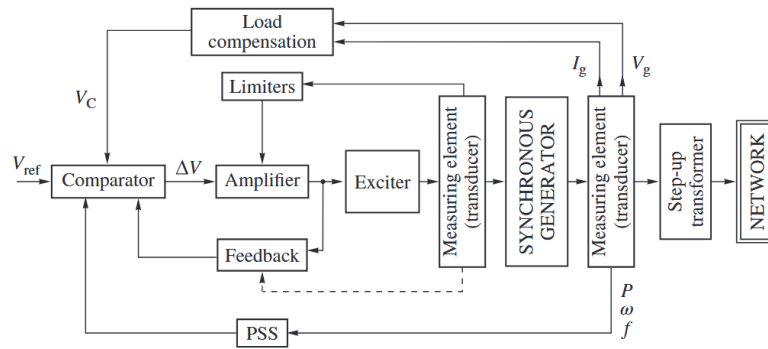 Load
compensation
I_g
V_g
V_C
Limiters
V_ref
Comparator
ΔV
Amplifier
Exciter
Measuring element
(transducer)
SYNCHRONOUS
GENERATOR
Measuring element
(transducer)
Step-up
transformer
NETWORK
Feedback
PSS
P
ω
f